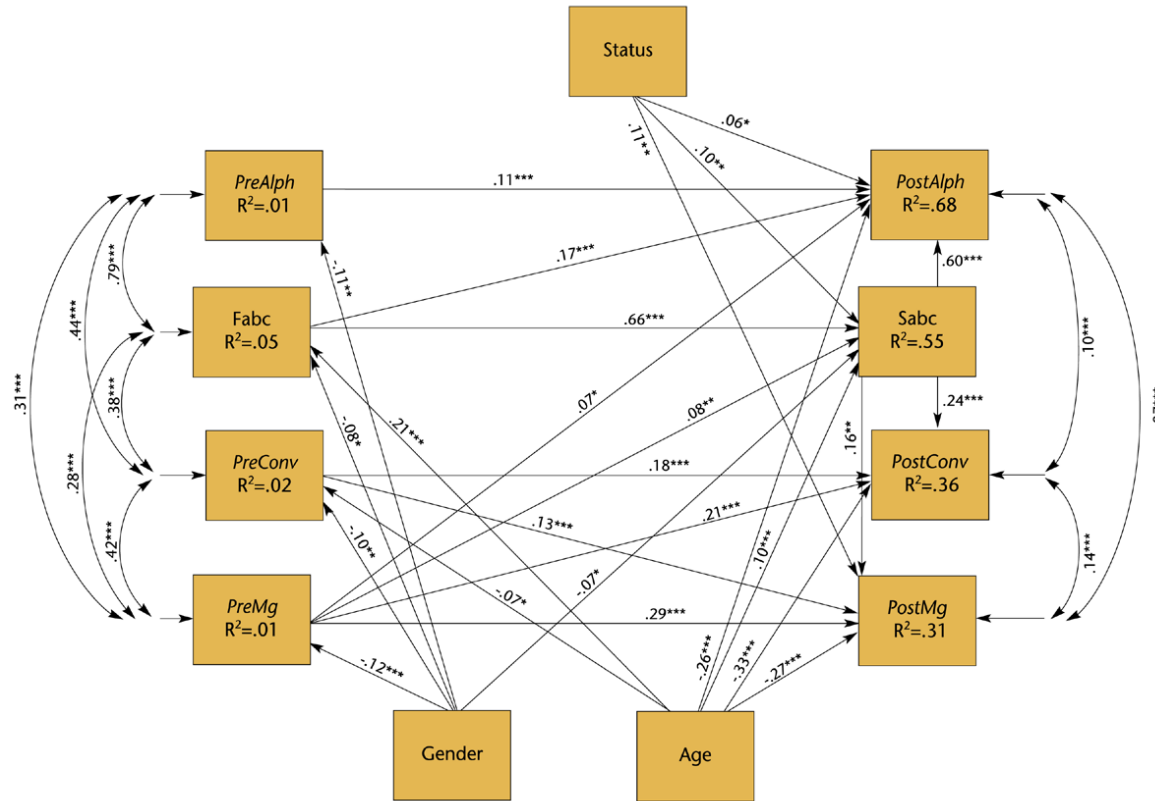 Status
.06*
.11**
.10**
PreAlph
R²=.01
.11***
PostAlph
R²=.68
.79***
-.11**
.17***
.60***
.44***
Fabc
R²=.05
.66***
Sabc
R²=.55
.10***
.31***
.38***
.07*
.08**
.24***
.28***
-.08*
.21***
.16**
PreConv
R²=.02
.18***
PostConv
R²=.36
.42***
-.10**
.13***
.21***
-.07*
.10***
.14***
-.07*
PreMg
R²=.01
.29***
PostMg
R²=.31
-.12***
-.26***
-.33***
-.27***
Gender
Age